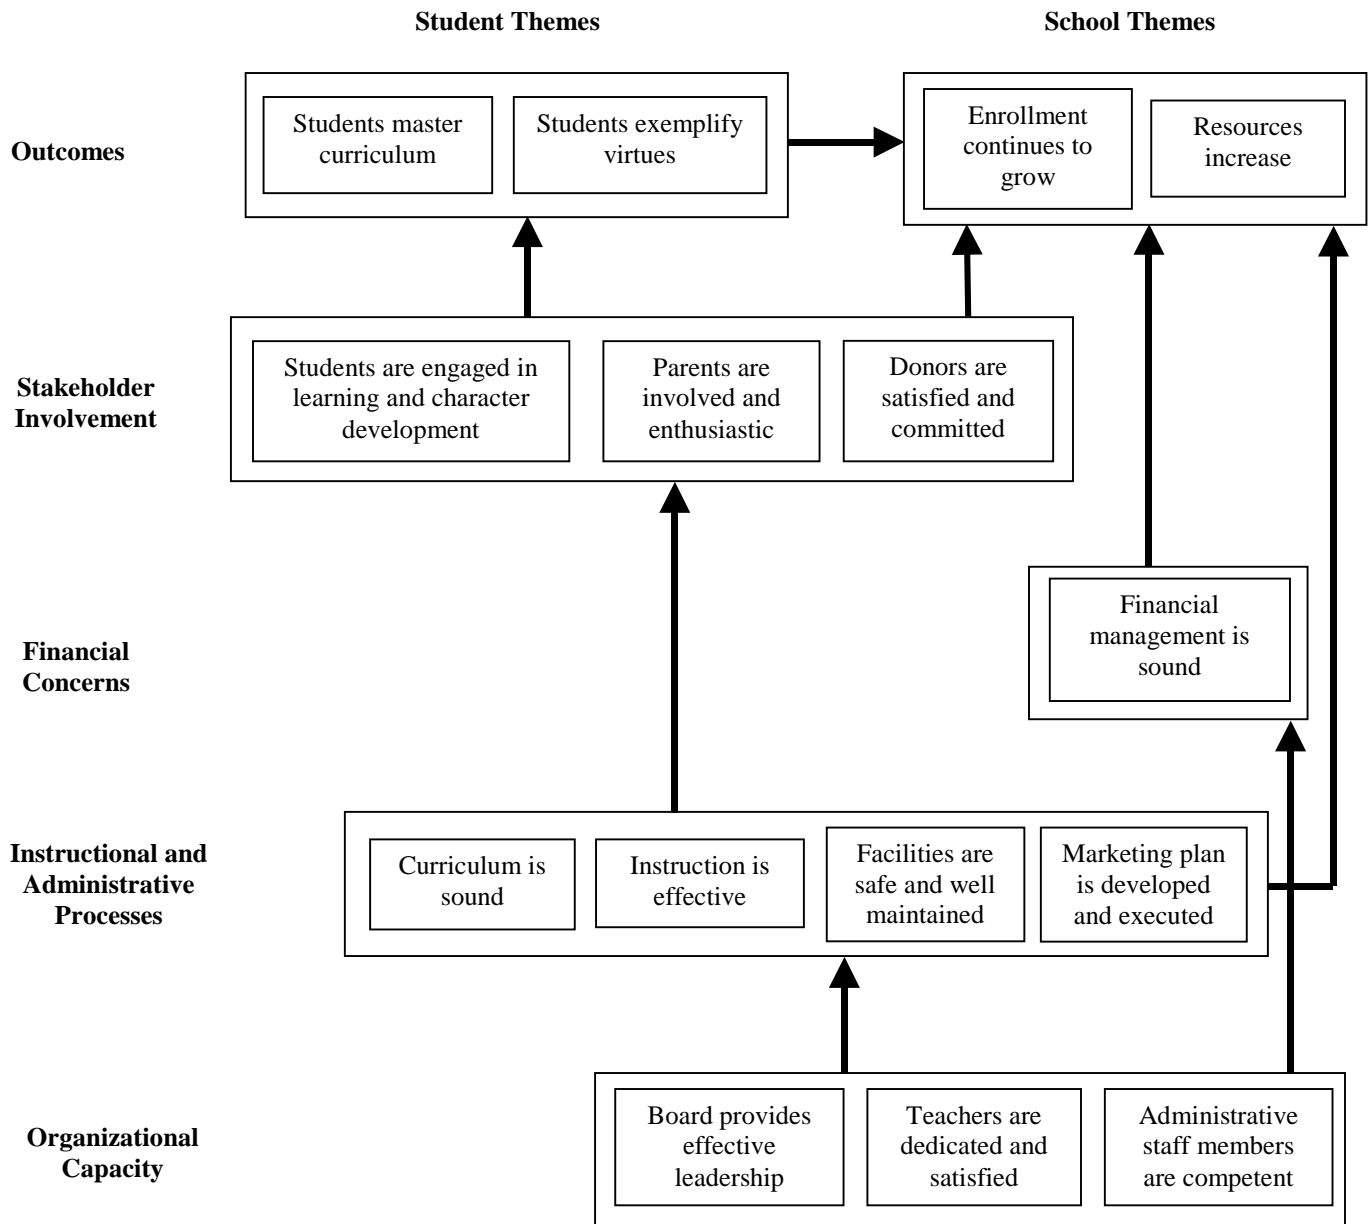 Student Themes
School Themes
Outcomes
Students master
curriculum
Students exemplify
virtues
Enrollment
continues to
grow
Resources
increase
Stakeholder
Involvement
Students are engaged in
learning and character
development
Parents are
involved and
enthusiastic
Donors are
satisfied and
committed
Financial
Concerns
Financial
management is
sound
Instructional and
Administrative
Processes
Curriculum is
sound
Instruction is
effective
Facilities are
safe and well
maintained
Marketing plan
is developed
and executed
Organizational
Capacity
Board provides
effective
leadership
Teachers are
dedicated and
satisfied
Administrative
staff members
are competent